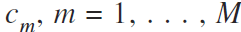 c_m, m = 1, . . . , M